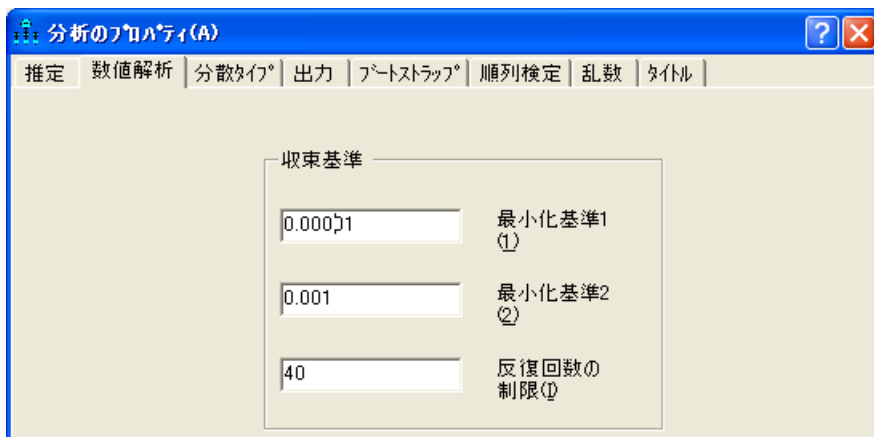 分析のﾌﾟﾛﾊﾟﾃｨ(A)
推定 数値解析 分散ﾀｲﾌﾟ 出力 ﾌﾞｰﾄｽﾄﾗｯﾌﾟ 順列検定 乱数 ﾀｲﾄﾙ
収束基準
0.00001 最小化基準1
(1)
0.001 最小化基準2
(2)
40 反復回数の
制限(I)